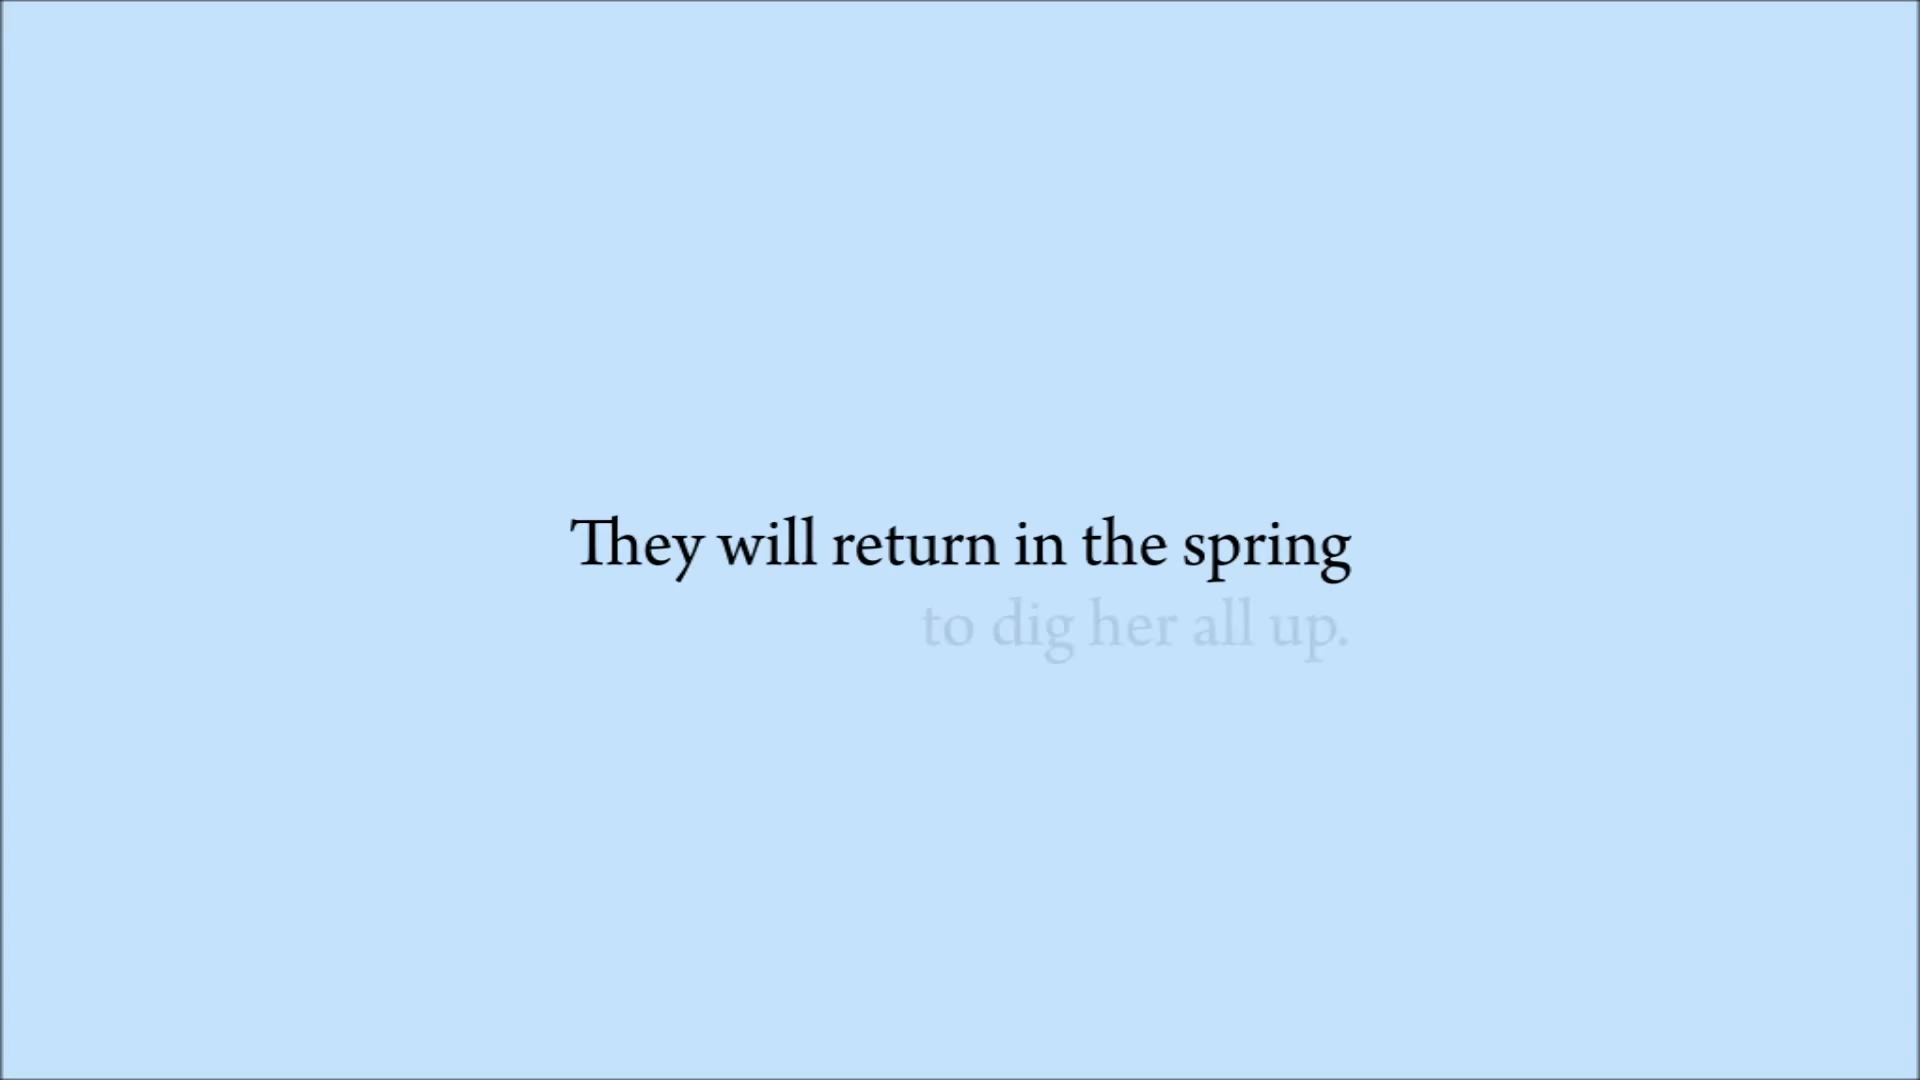 They will return in the spring
to dig her all up.